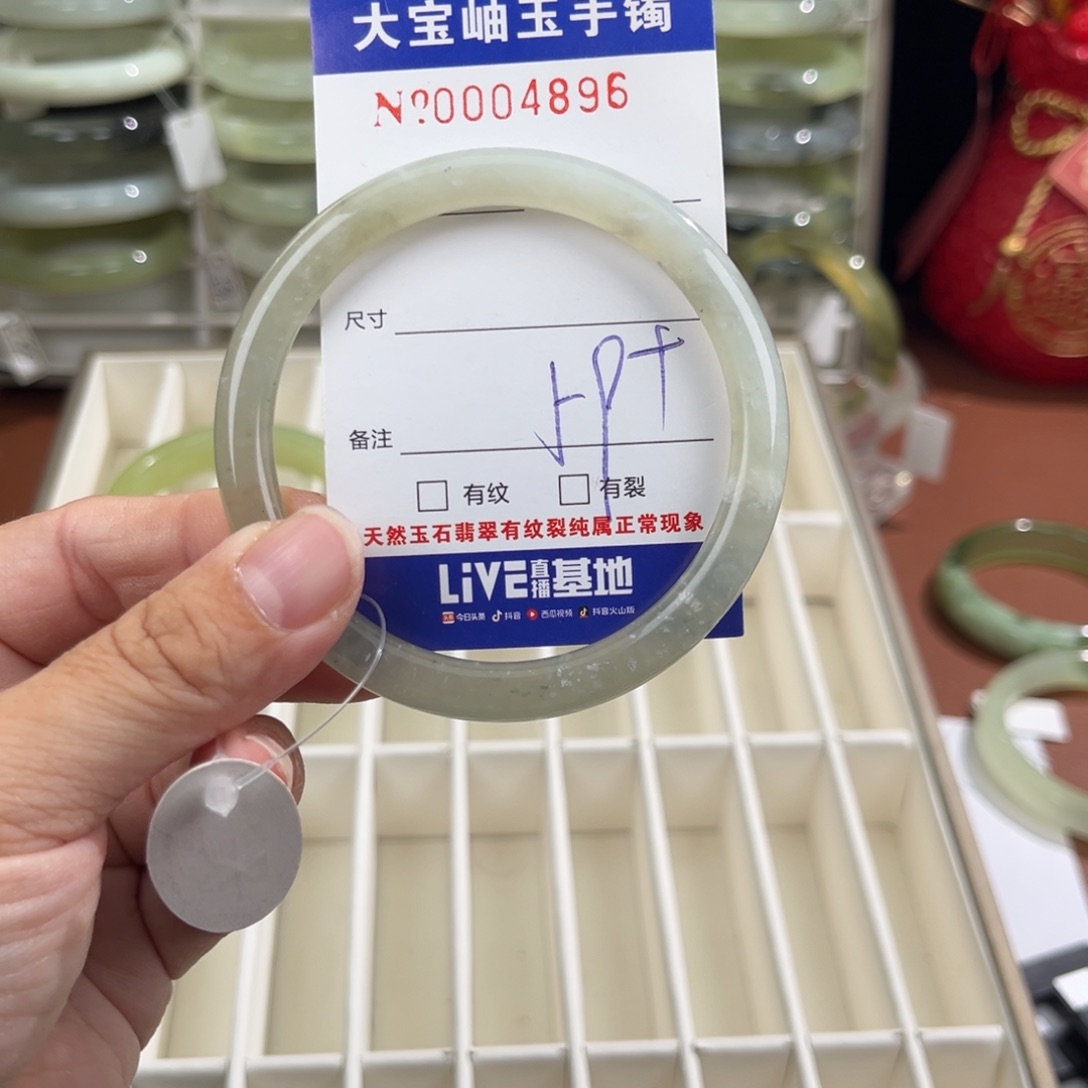 大宝岫玉手镯
Nº:0004896
尺寸
备注
有纹 有裂
天然玉石翡翠有纹裂纯属正常现象
LiVE直播基地
今日头条 抖音 西瓜视频 抖音火山版